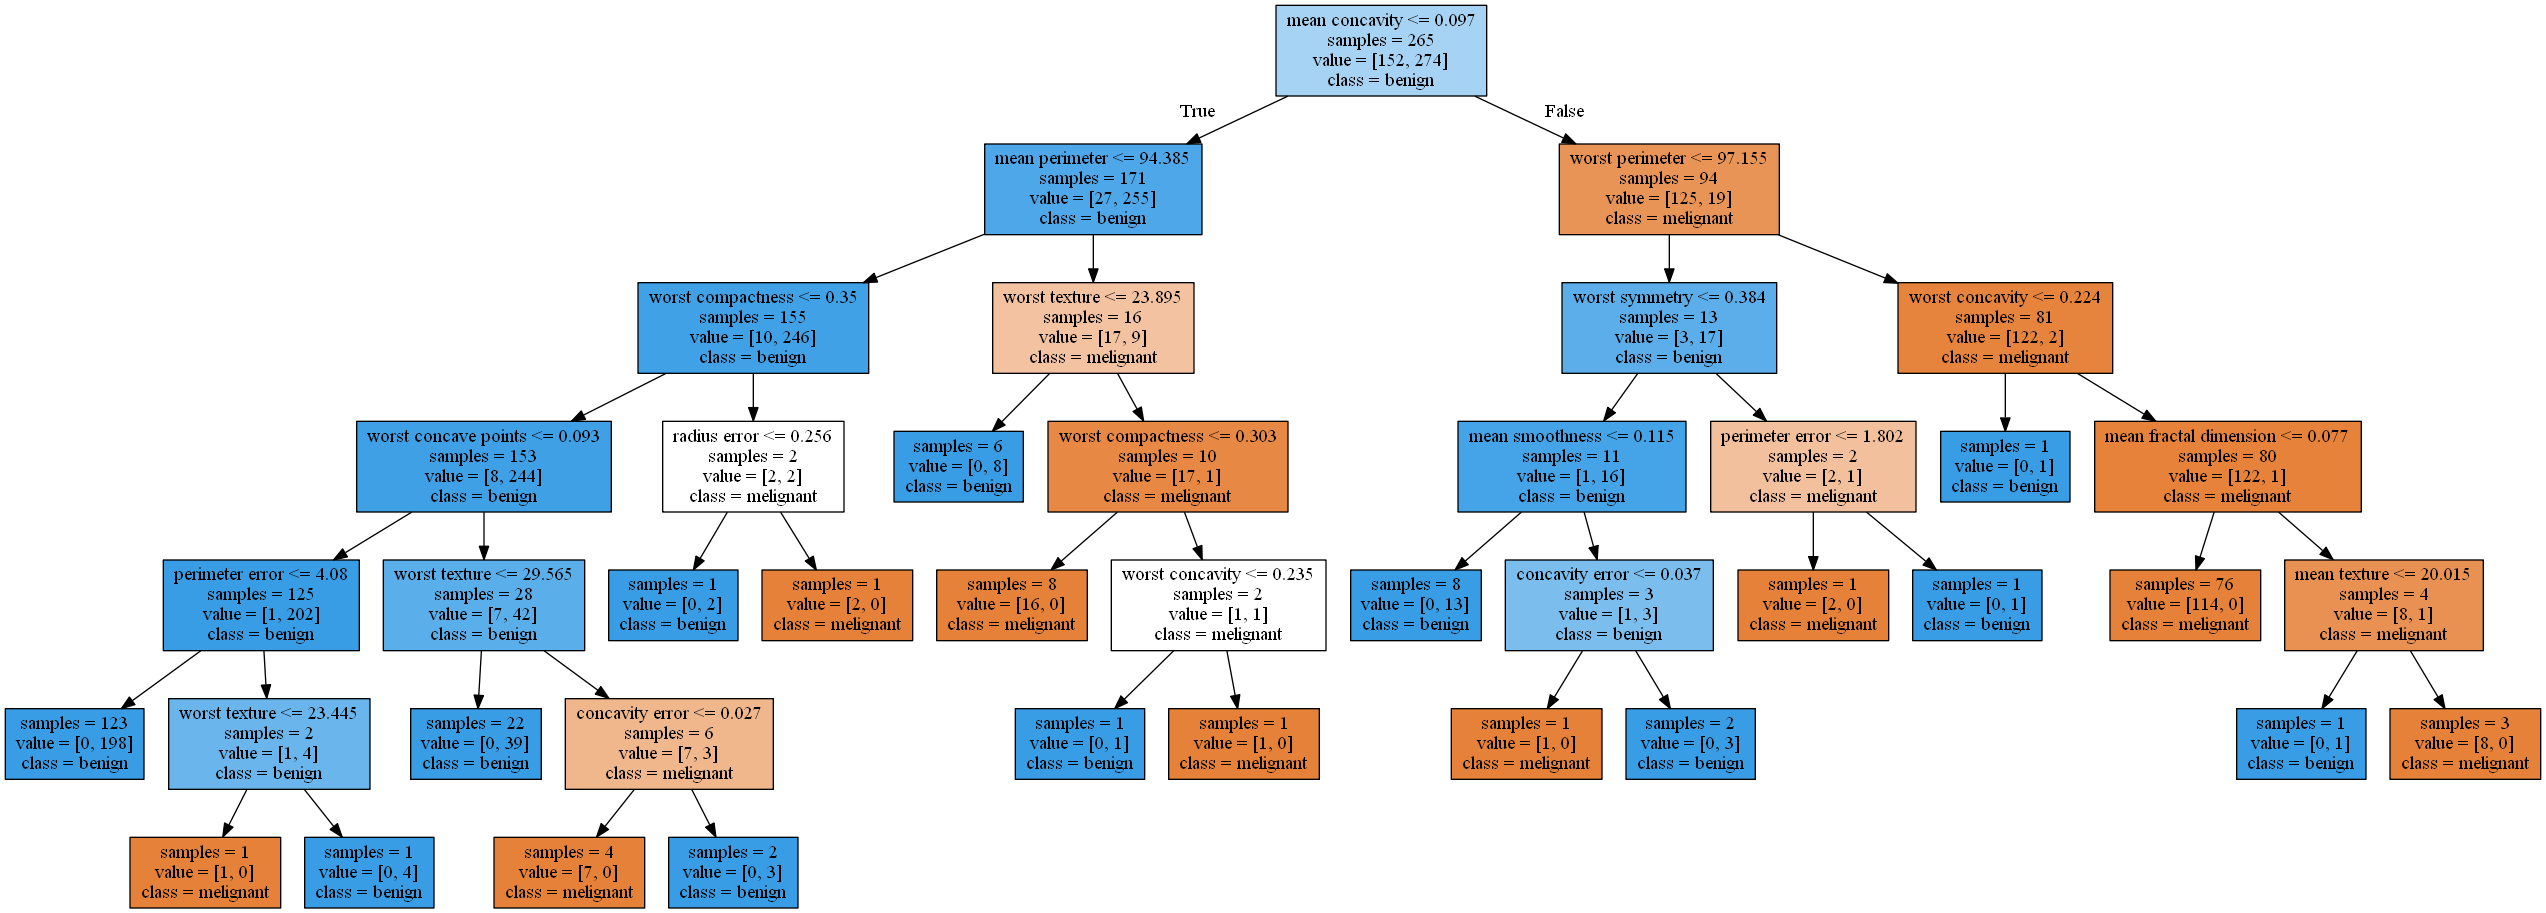 mean concavity <= 0.097
samples = 265
value = [152, 274]
class = benign
True
False
mean perimeter <= 94.385
samples = 171
value = [27, 255]
class = benign
worst perimeter <= 97.155
samples = 94
value = [125, 19]
class = melignant
worst compactness <= 0.35
samples = 155
value = [10, 246]
class = benign
worst texture <= 23.895
samples = 16
value = [17, 9]
class = melignant
worst symmetry <= 0.384
samples = 13
value = [3, 17]
class = benign
worst concavity <= 0.224
samples = 81
value = [122, 2]
class = melignant
worst concave points <= 0.093
samples = 153
value = [8, 244]
class = benign
radius error <= 0.256
samples = 2
value = [2, 2]
class = melignant
samples = 6
value = [0, 8]
class = benign
worst compactness <= 0.303
samples = 10
value = [17, 1]
class = melignant
mean smoothness <= 0.115
samples = 11
value = [1, 16]
class = benign
perimeter error <= 1.802
samples = 2
value = [2, 1]
class = melignant
samples = 1
value = [0, 1]
class = benign
mean fractal dimension <= 0.077
samples = 80
value = [122, 1]
class = melignant
perimeter error <= 4.08
samples = 125
value = [1, 202]
class = benign
worst texture <= 29.565
samples = 28
value = [7, 42]
class = benign
samples = 1
value = [0, 2]
class = benign
samples = 1
value = [2, 0]
class = melignant
samples = 8
value = [16, 0]
class = melignant
worst concavity <= 0.235
samples = 2
value = [1, 1]
class = melignant
samples = 8
value = [0, 13]
class = benign
concavity error <= 0.037
samples = 3
value = [1, 3]
class = benign
samples = 1
value = [2, 0]
class = melignant
samples = 1
value = [0, 1]
class = benign
samples = 76
value = [114, 0]
class = melignant
mean texture <= 20.015
samples = 4
value = [8, 1]
class = melignant
samples = 123
value = [0, 198]
class = benign
worst texture <= 23.445
samples = 2
value = [1, 4]
class = benign
samples = 22
value = [0, 39]
class = benign
concavity error <= 0.027
samples = 6
value = [7, 3]
class = melignant
samples = 1
value = [0, 1]
class = benign
samples = 1
value = [1, 0]
class = melignant
samples = 1
value = [1, 0]
class = melignant
samples = 2
value = [0, 3]
class = benign
samples = 1
value = [0, 1]
class = benign
samples = 3
value = [8, 0]
class = melignant
samples = 1
value = [1, 0]
class = melignant
samples = 1
value = [0, 4]
class = benign
samples = 4
value = [7, 0]
class = melignant
samples = 2
value = [0, 3]
class = benign